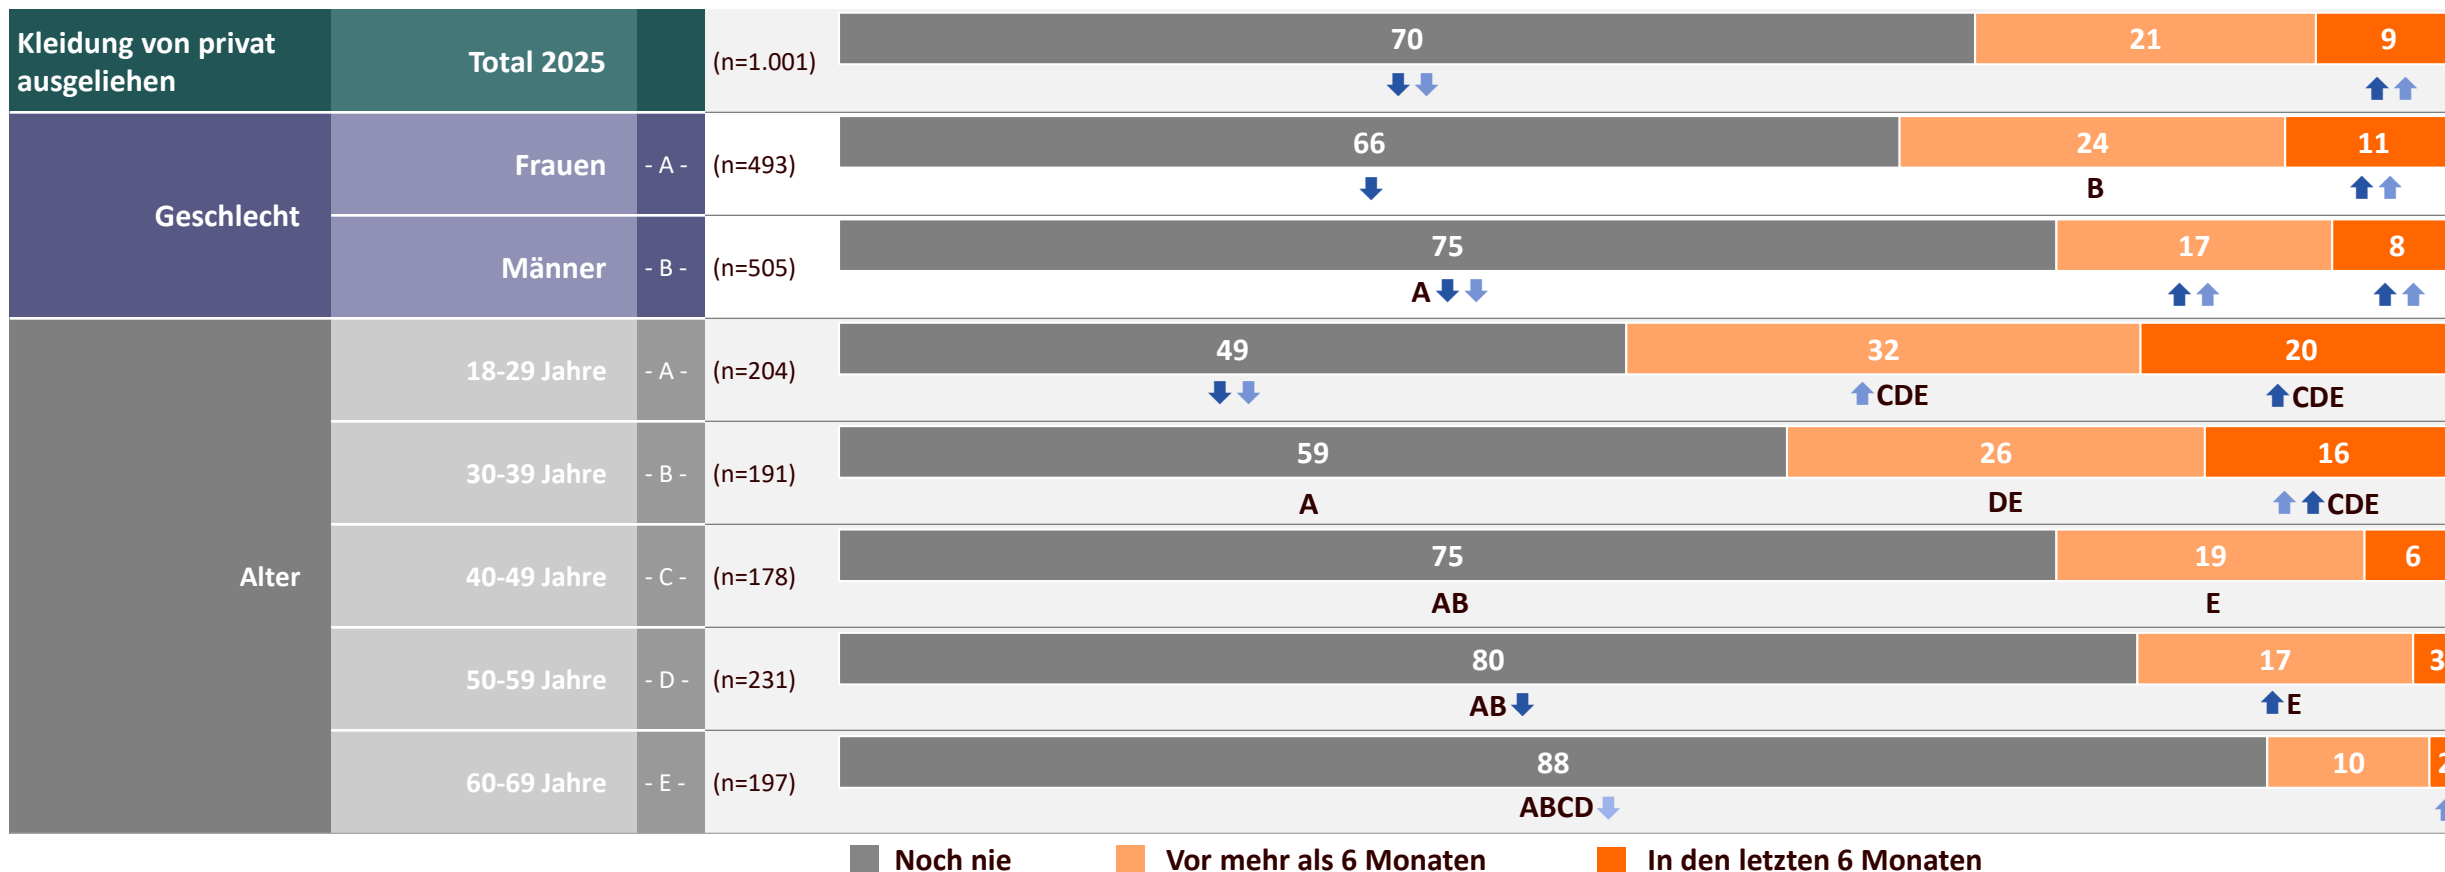 Kleidung von privat
ausgeliehen
Total 2025
(n=1.001)
70 21 9
Geschlecht
Frauen - A - (n=493)
66 24 11
B
Männer - B - (n=505)
75 17 8
A
Alter
18-29 Jahre - A - (n=204)
49 32 20
CDE CDE
30-39 Jahre - B - (n=191)
59 26 16
A DE CDE
40-49 Jahre - C - (n=178)
75 19 6
AB E
50-59 Jahre - D - (n=231)
80 17 3
AB E
60-69 Jahre - E - (n=197)
88 10 2
ABCD
Noch nie Vor mehr als 6 Monaten In den letzten 6 Monaten